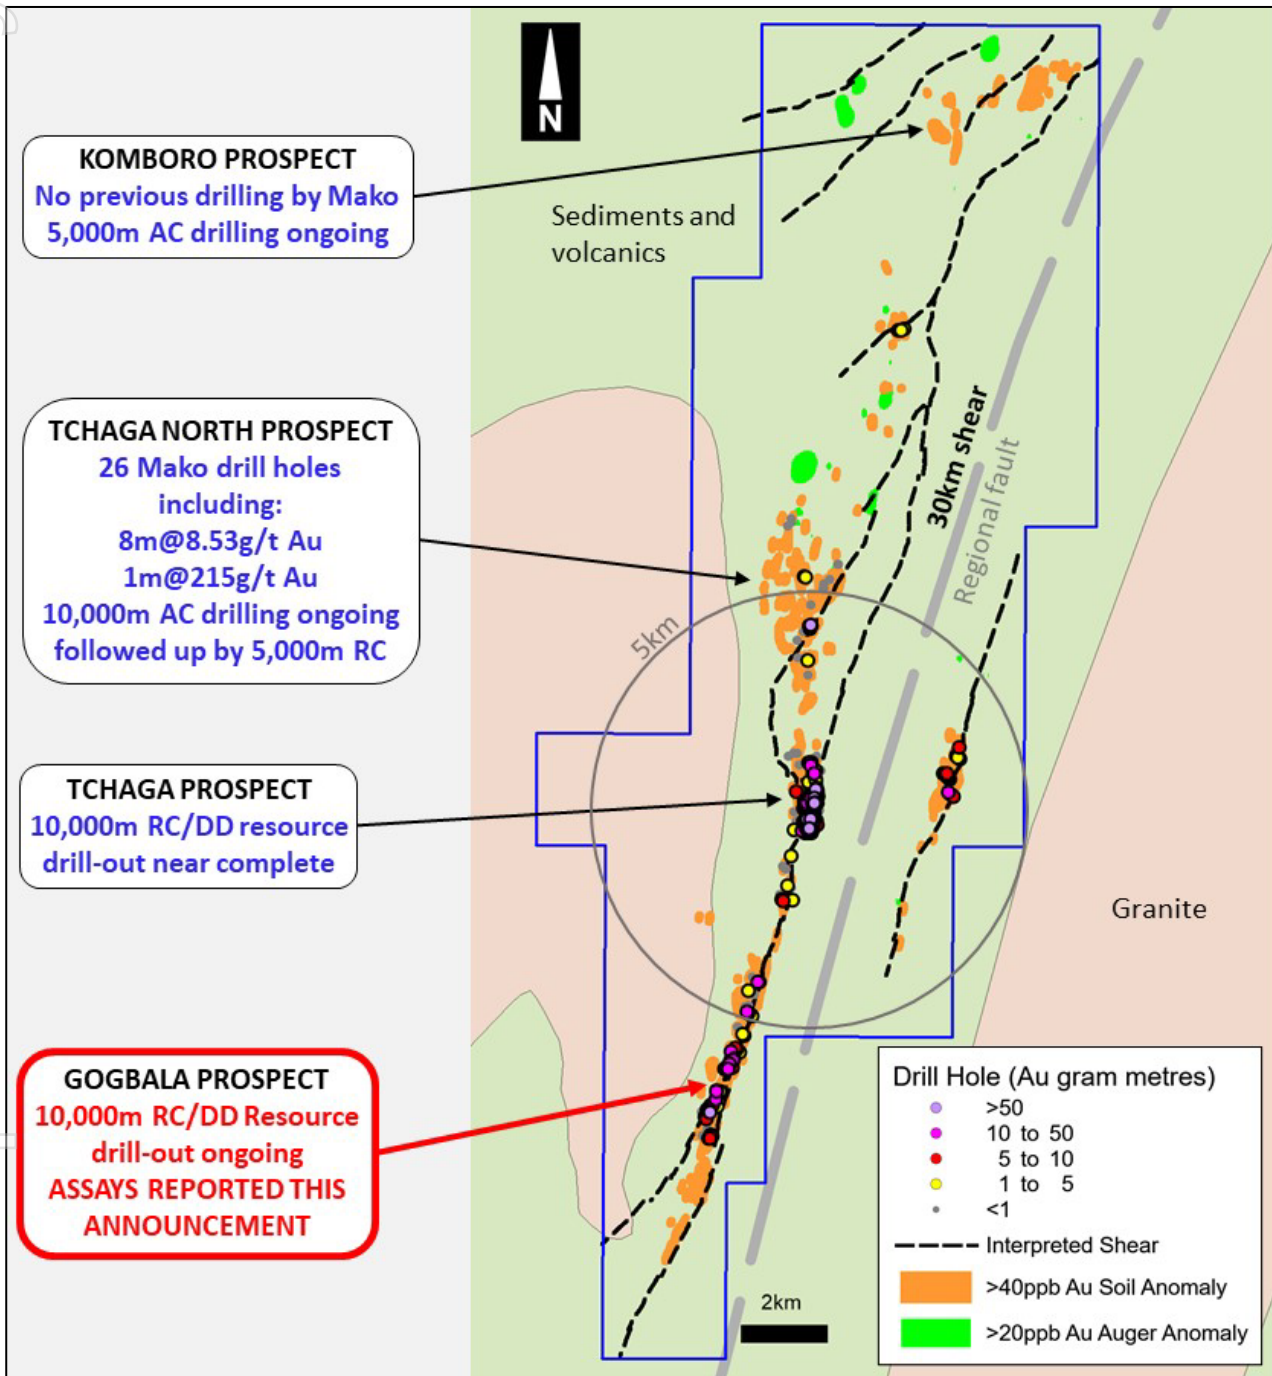 N
KOMBORO PROSPECT
No previous drilling by Mako
5,000m AC drilling ongoing
Sediments and
volcanics
TCHAGA NORTH PROSPECT
26 Mako drill holes
including:
8m@8.53g/t Au
1m@215g/t Au
10,000m AC drilling ongoing
followed up by 5,000m RC
30km shear
Regional fault
5km
TCHAGA PROSPECT
10,000m RC/DD resource
drill-out near complete
Granite
GOGBALA PROSPECT
10,000m RC/DD Resource
drill-out ongoing
ASSAYS REPORTED THIS
ANNOUNCEMENT
2km
Drill Hole (Au gram metres)
>50
10 to 50
5 to 10
1 to 5
<1
Interpreted Shear
>40ppb Au Soil Anomaly
>20ppb Au Auger Anomaly